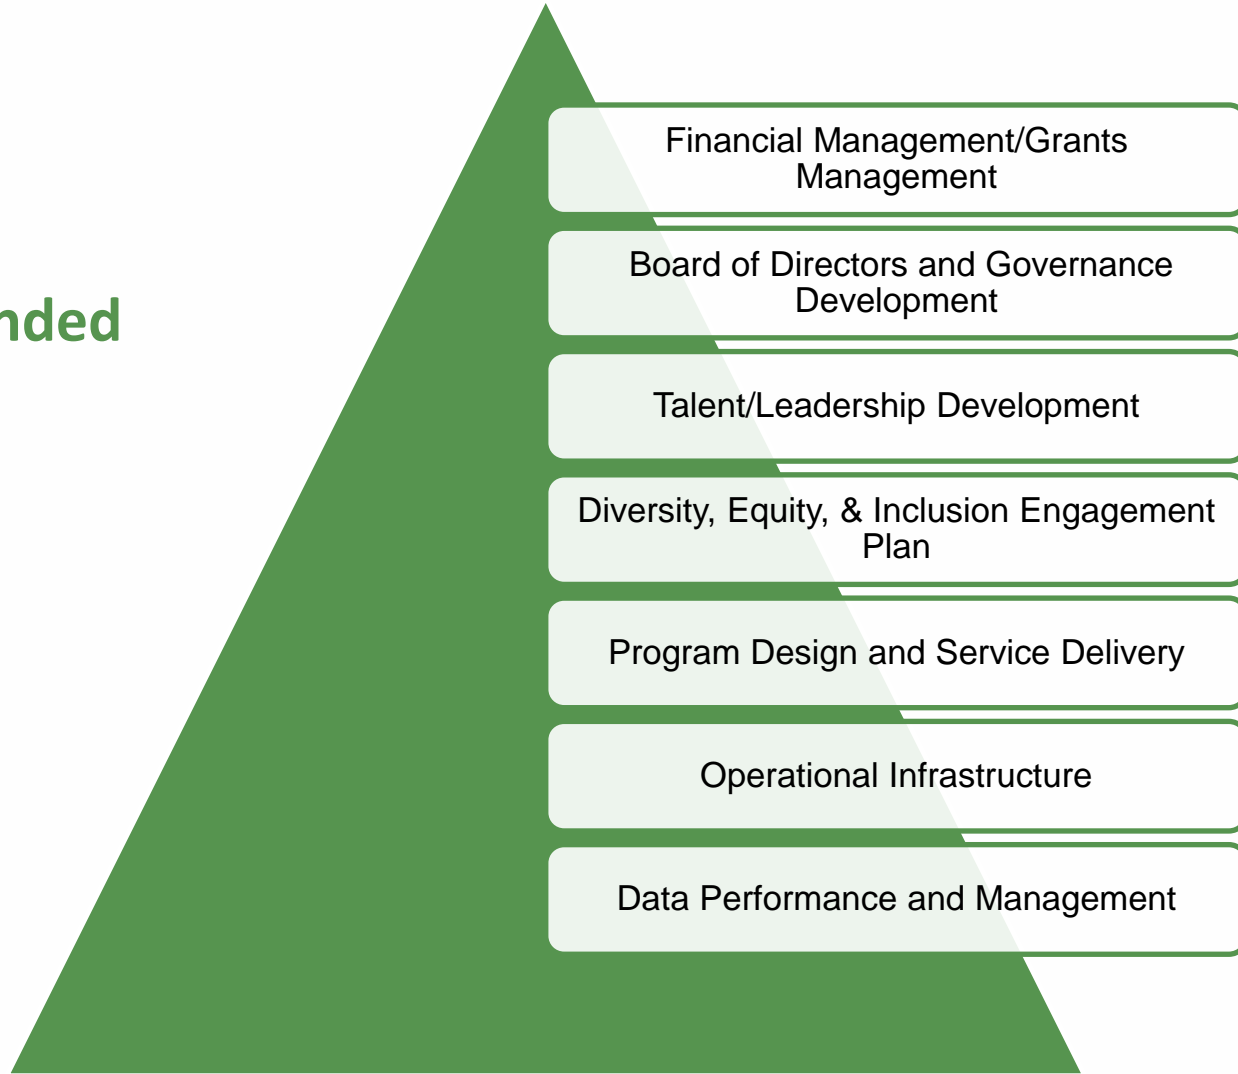 Financial Management/Grants
Management
Board of Directors and Governance
Development
nded
Talent/Leadership Development
Diversity, Equity, & Inclusion Engagement
Plan
Program Design and Service Delivery
Operational Infrastructure
Data Performance and Management